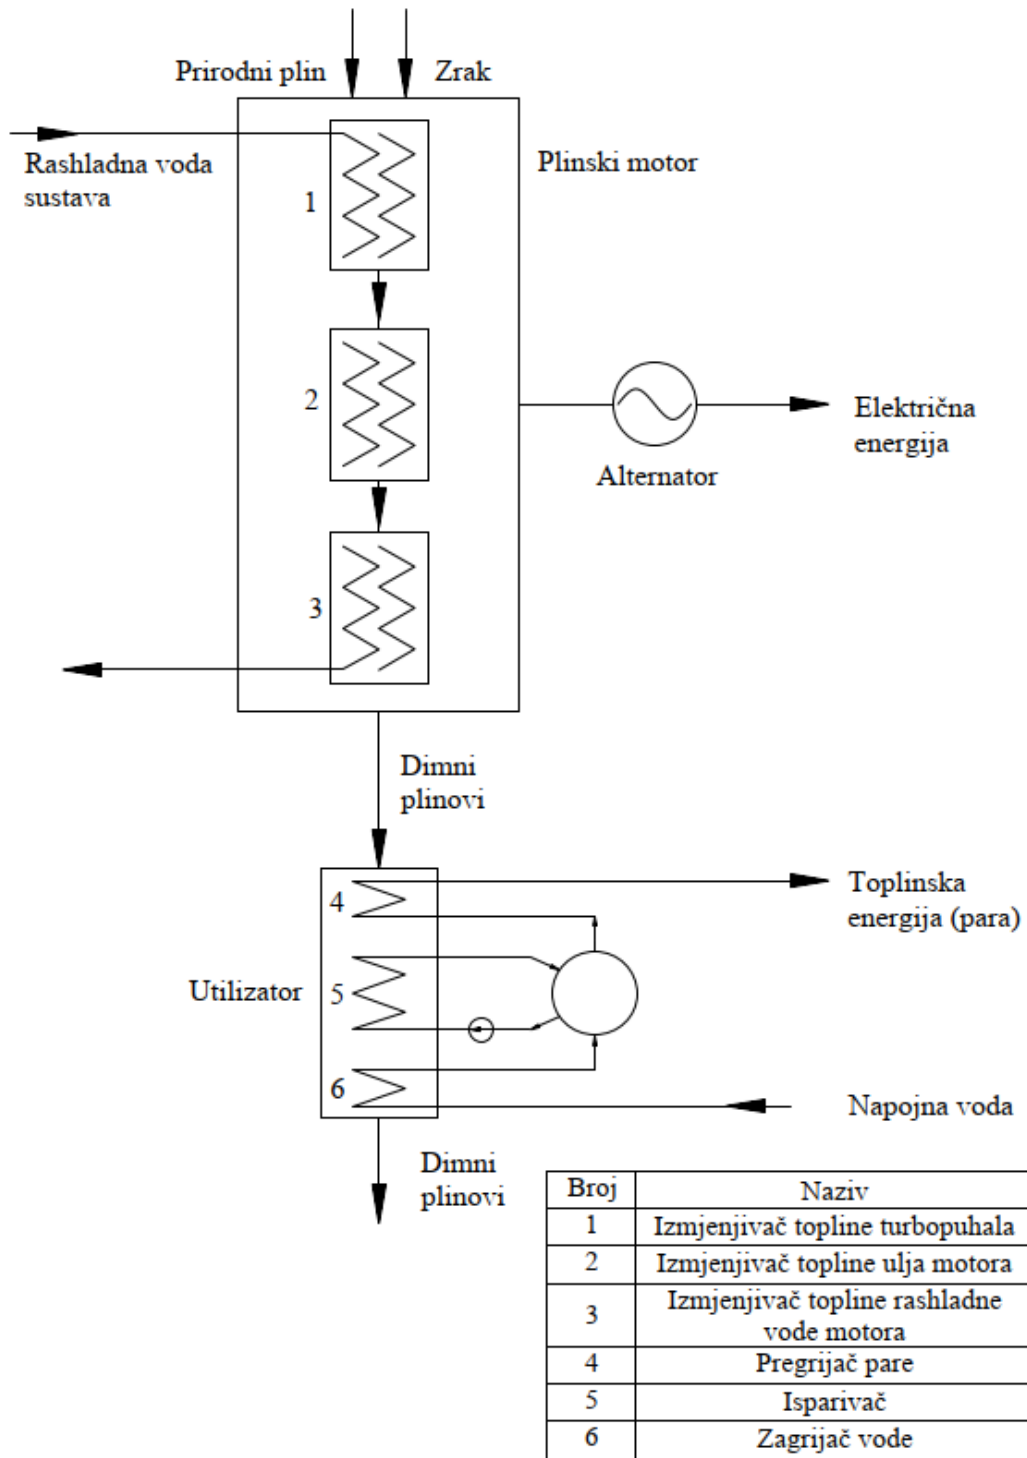 Prirodni plin
Zrak
Rashladna voda
sustava
Plinski motor
1
2
Električna
energija
Alternator
3
Dimni
plinovi
4
Toplinska
energija (para)
Utilizator
5
6
Napojna voda
Dimni
plinovi
Broj Naziv
1 Izmjenjivač topline turbopuhala
2 Izmjenjivač topline ulja motora
3 Izmjenjivač topline rashladne
vode motora
4 Pregrijač pare
5 Isparivač
6 Zagrijač vode